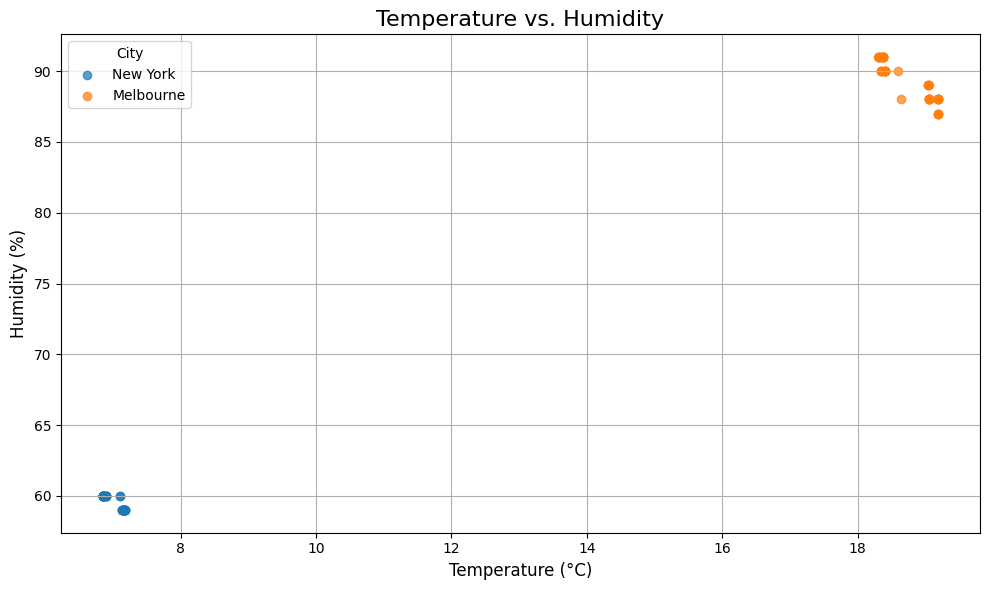 Temperature vs. Humidity
City
New York
Melbourne
Humidity (%)
90
85
80
75
70
65
60
8 10 12 14 16 18
Temperature (°C)